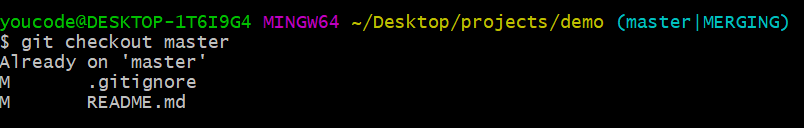 youcode@DESKTOP-1T6I9G4 MINGW64 ~/Desktop/projects/demo (master|MERGING)
$ git checkout master
Already on 'master'
M       .gitignore
M       README.md